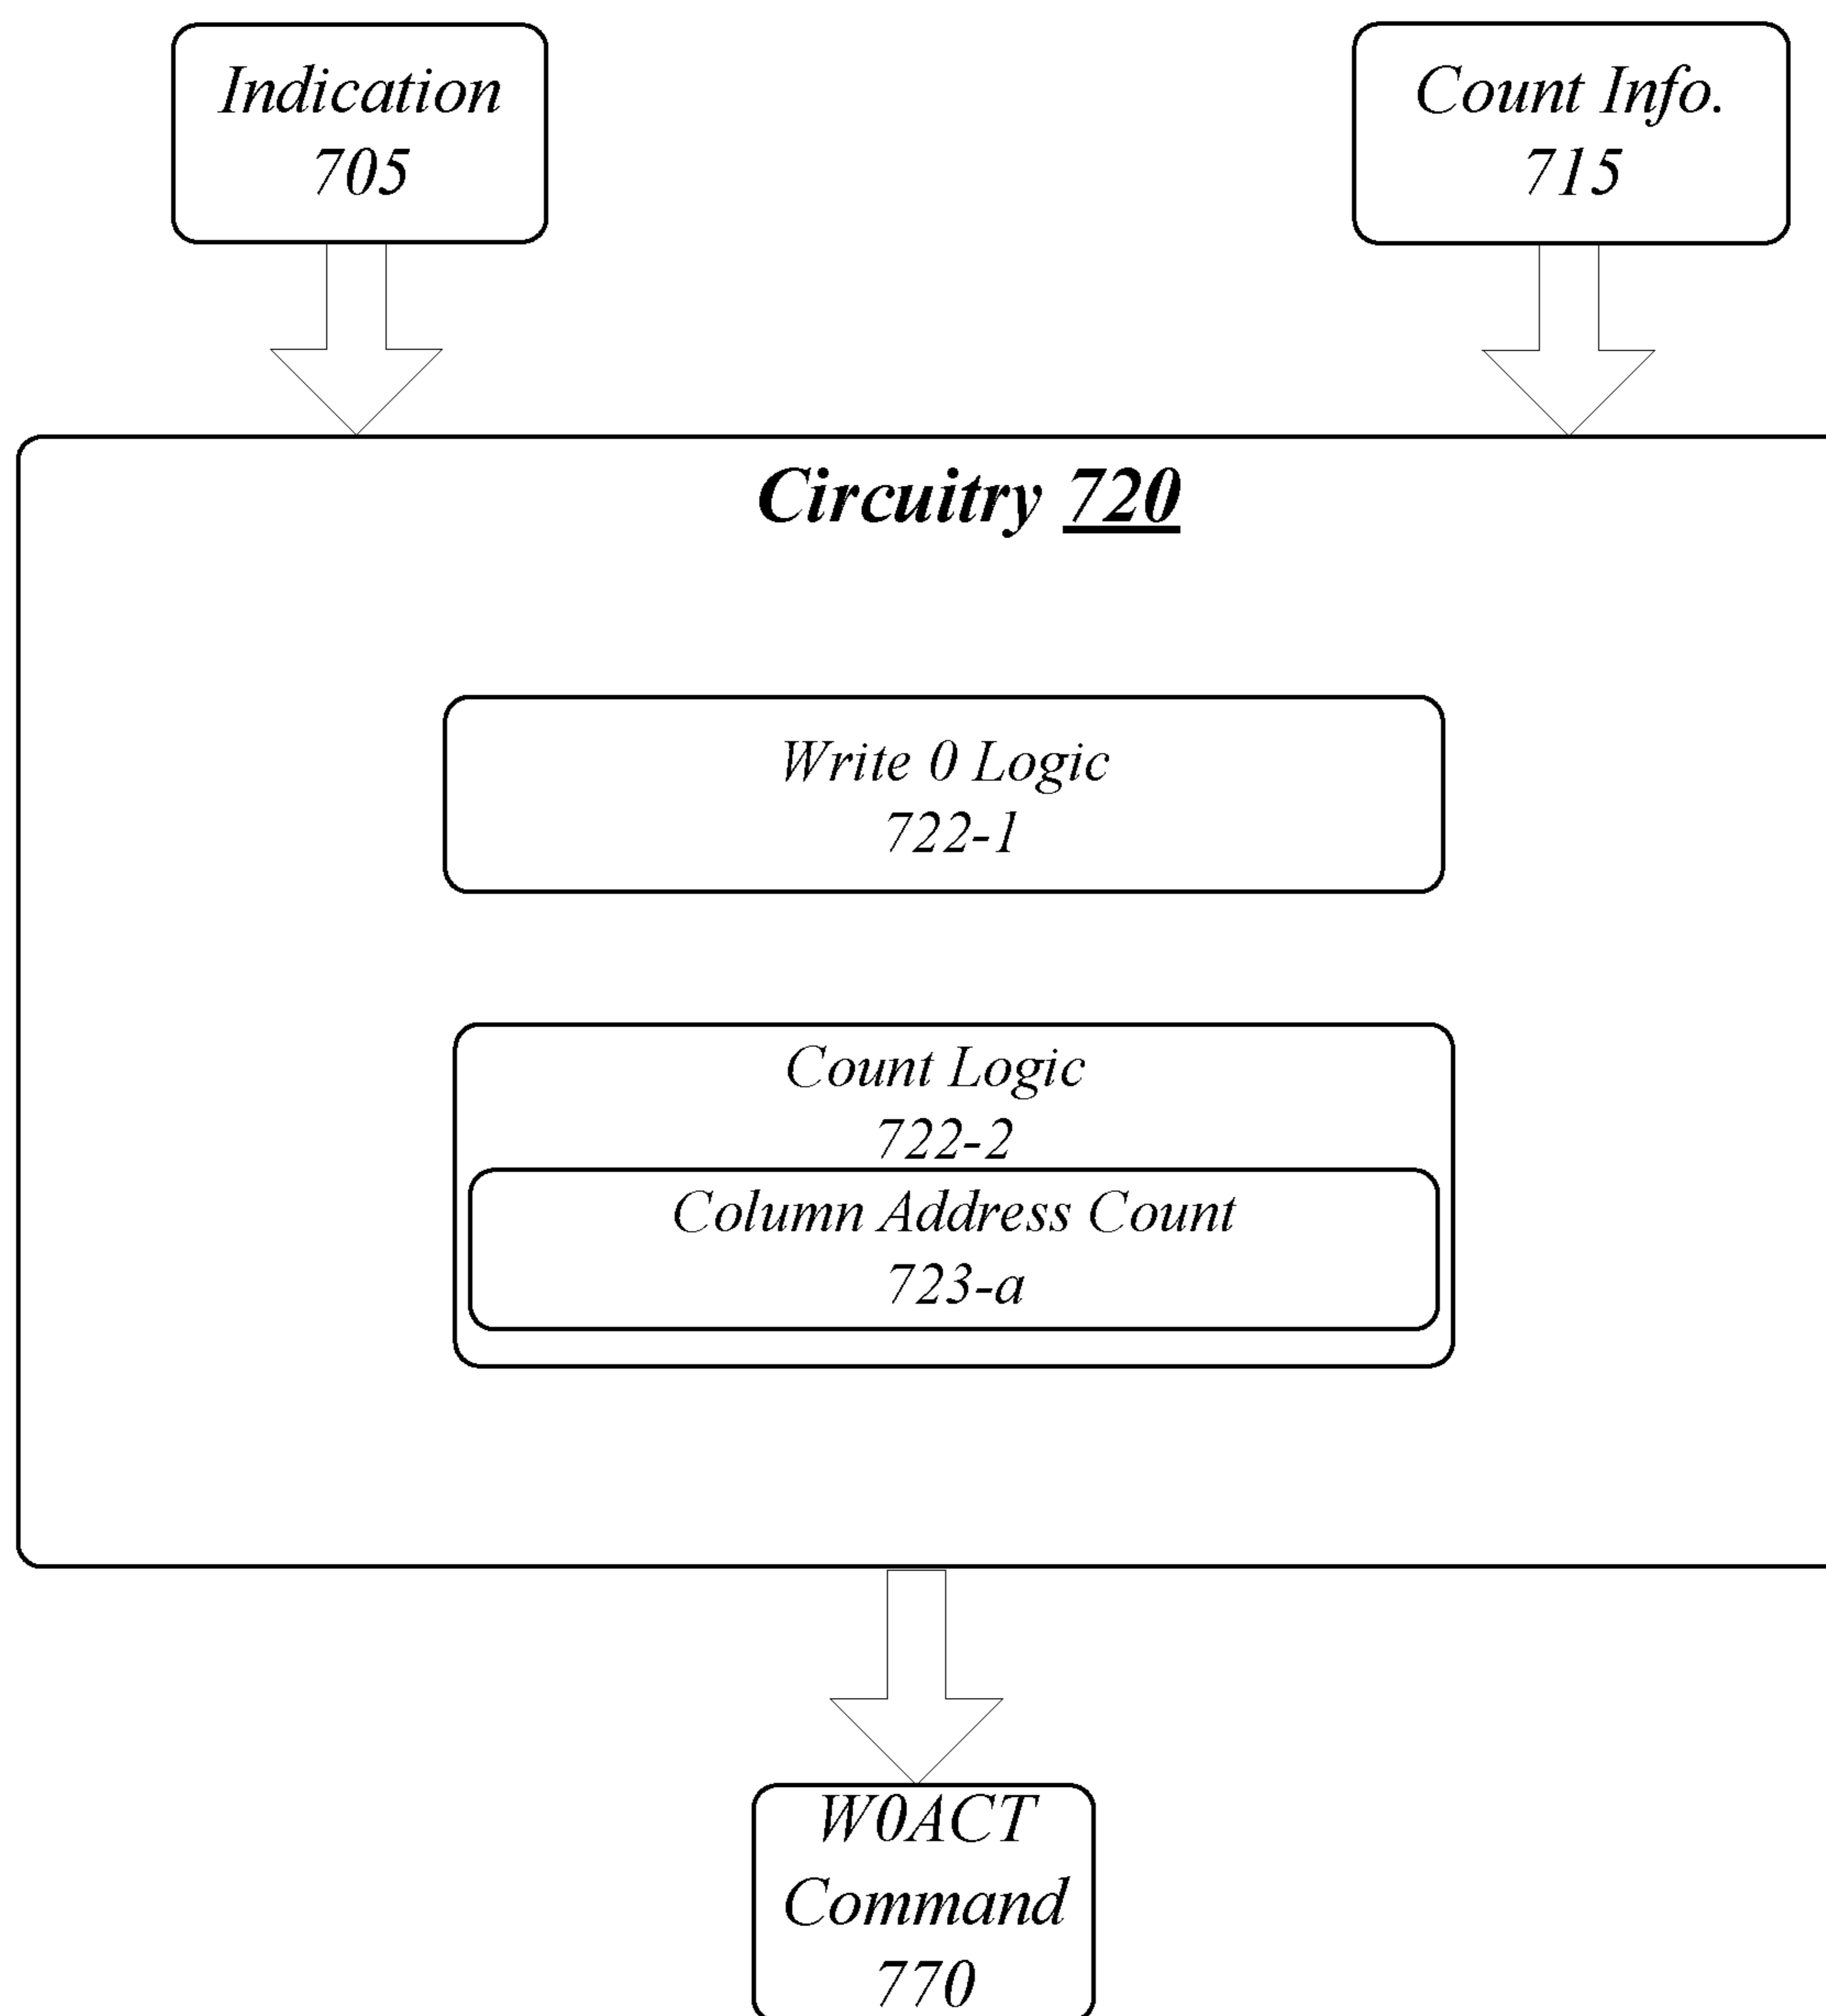 Indication
705
Count Info.
715
Circuitry 720
Write 0 Logic
722-1
Count Logic
722-2
Column Address Count
723-a
W0ACT
Command
770